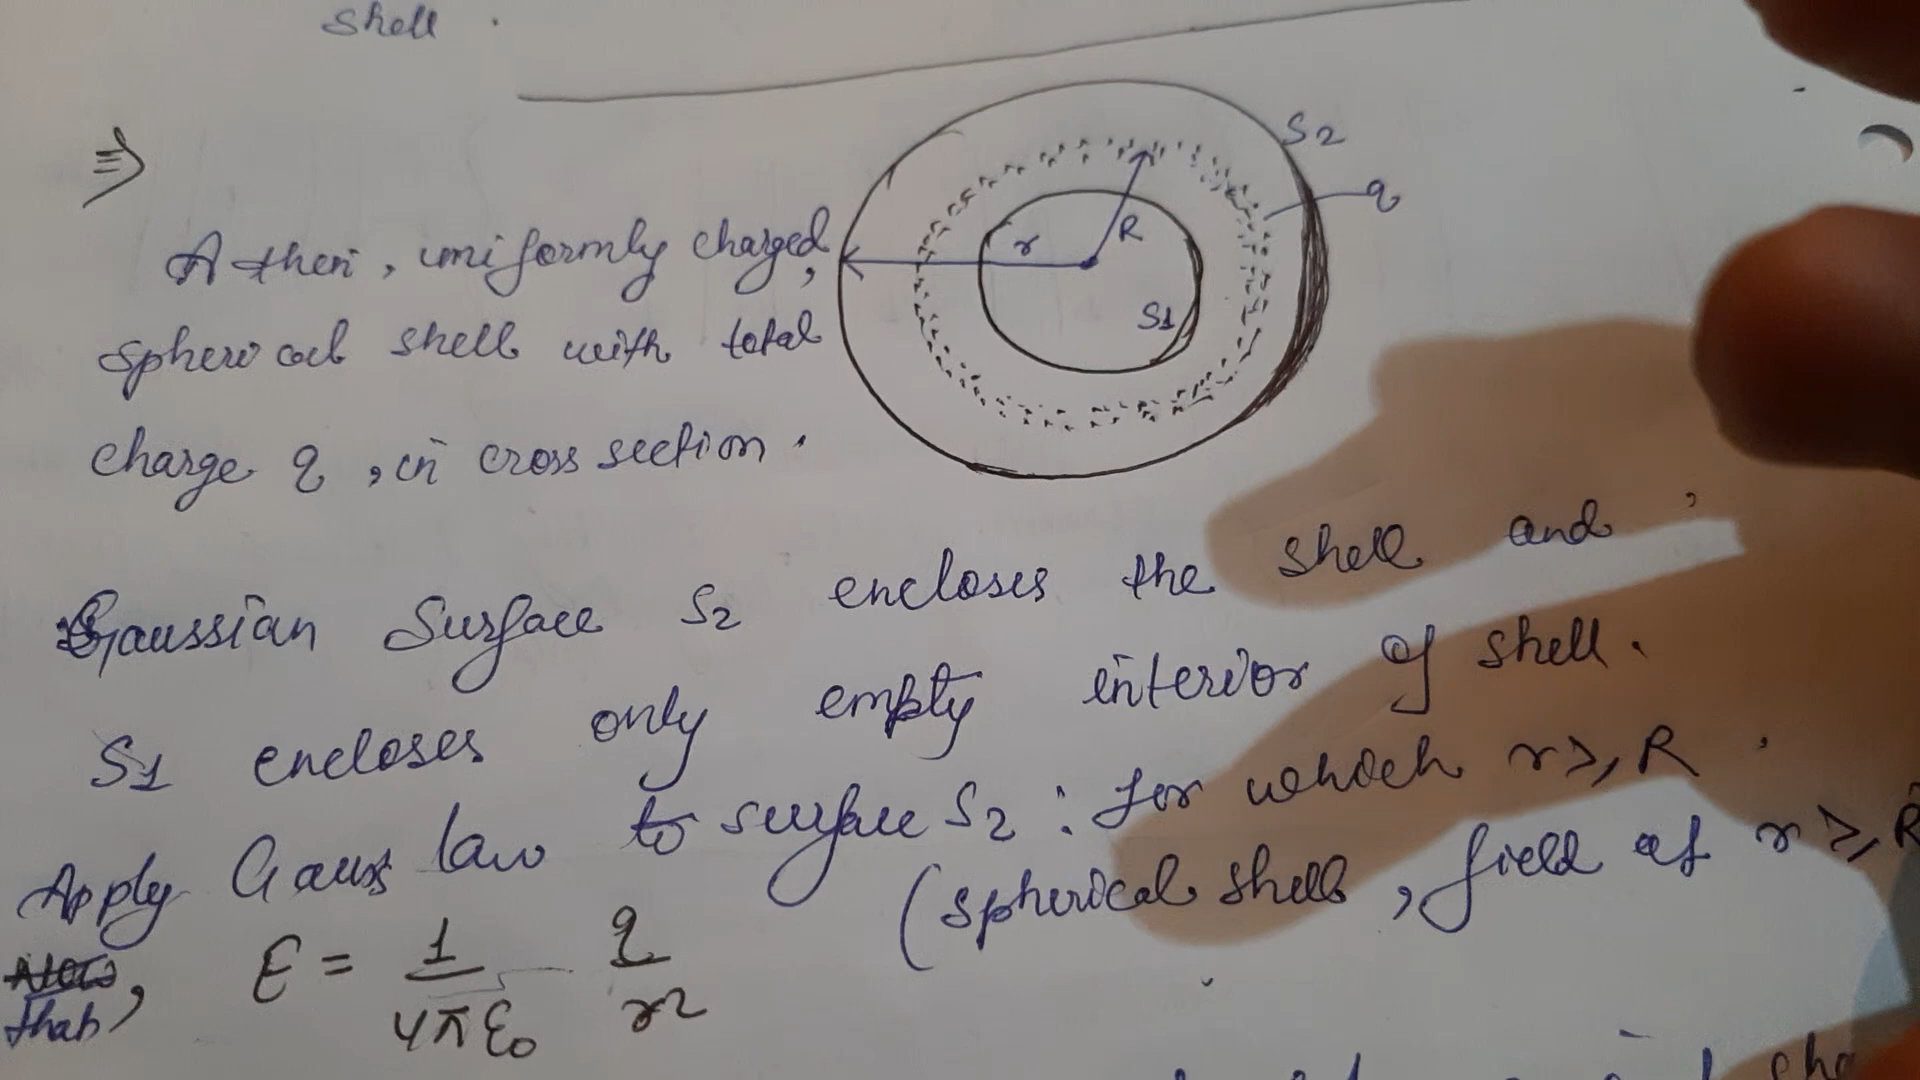 shell.
⇒
S2
q
R
r
S1
A thin, uniformly charged,
spherical shell with total
charge q, in cross section.
Gaussian Surface S2 encloses the shell and
S1 encloses only empty interior of shell.
Apply Gauss law to surface S2: for which r ≥ R.
that, E = 1/4πε0 q/r2 (spherical shell, field at r ≥ R